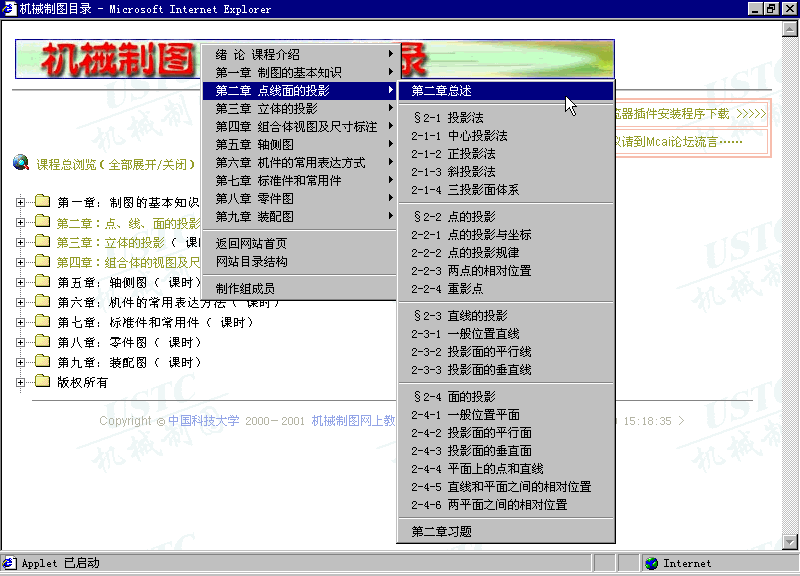 机械制图目录 - Microsoft Internet Explorer
机械制图
录
绪 论 课程介绍
第一章 制图的基本知识
第二章 点线面的投影
第三章 立体的投影
第四章 组合体视图及尺寸标注
第五章 轴侧图
第六章 机件的常用表达方式
第七章 标准件和常用件
第八章 零件图
第九章 装配图
返回网站首页
网站目录结构
制作组成员
第二章总述
§2-1 投影法
2-1-1 中心投影法
2-1-2 正投影法
2-1-3 斜投影法
2-1-4 三投影面体系
§2-2 点的投影
2-2-1 点的投影与坐标
2-2-2 点的投影规律
2-2-3 两点的相对位置
2-2-4 重影点
§2-3 直线的投影
2-3-1 一般位置直线
2-3-2 投影面的平行线
2-3-3 投影面的垂直线
§2-4 面的投影
2-4-1 一般位置平面
2-4-2 投影面的平行面
2-4-3 投影面的垂直面
2-4-4 平面上的点和直线
2-4-5 直线和平面之间的相对位置
2-4-6 两平面之间的相对位置
第二章习题
览器插件安装程序下载 >>>>>
议请到Mcai论坛流言……
课程总浏览(全部展开/关闭)
第一章: 制图的基本知识
第二章:点、线、面的投影
第三章:立体的投影 ( 课
第四章:组合体的视图及尺
第五章: 轴侧图 ( 课时)
第六章: 机件的常用表达方法 ( 课时)
第七章: 标准件和常用件 ( 课时)
第八章: 零件图 ( 课时)
第九章: 装配图 ( 课时)
版权所有
Copyright @中国科技大学 2000-2001 机械制图网上教
15:18:35 >
USTC
机械制图
Applet 已启动
Internet